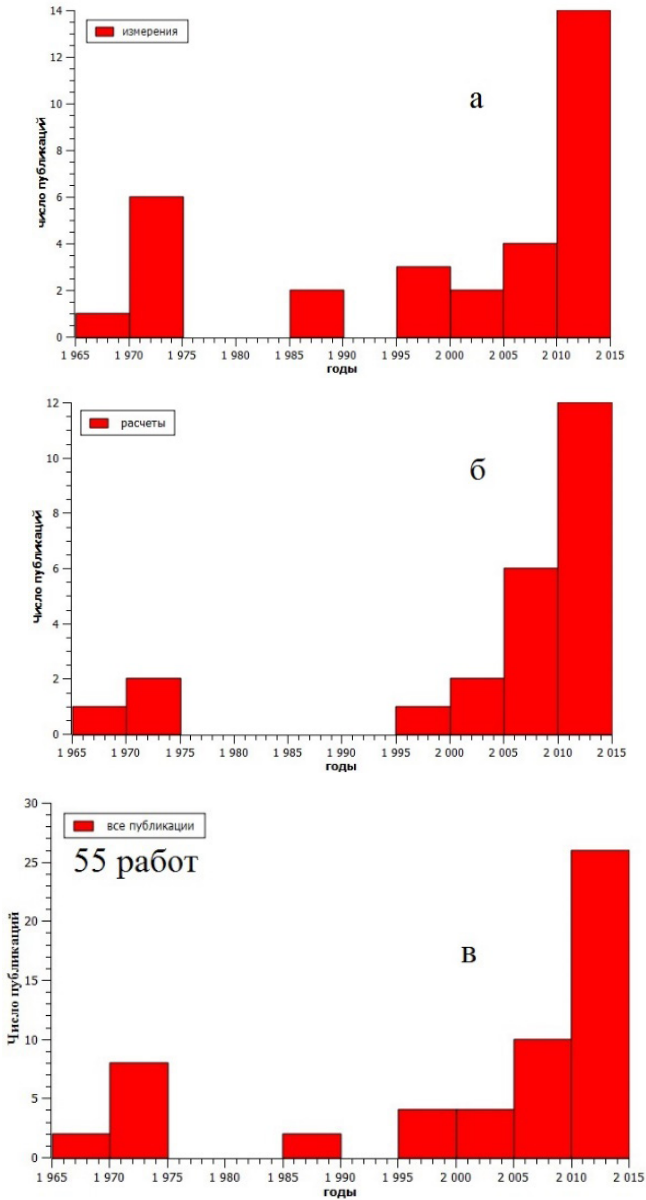 14
измерения
12
а
10
8
6
4
2
0
число публикаций
1 965 1 970 1 975 1 980 1 985 1 990 1 995 2 000 2 005 2 010 2 015
годы
12
расчеты
10
б
8
6
4
2
0
Число публикаций
1 965 1 970 1 975 1 980 1 985 1 990 1 995 2 000 2 005 2 010 2 015
годы
30
все публикации
55 работ
25
20
в
15
10
5
0
Число публикаций
1 965 1 970 1 975 1 980 1 985 1 990 1 995 2 000 2 005 2 010 2 015
годы